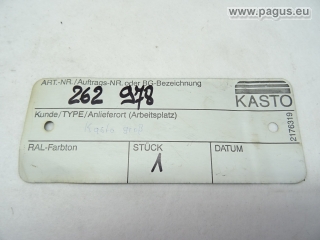 © www.pagus.eu
ART.-NR./Auftrags-NR. oder BG-Bezeichnung
262 978
KASTO
Kunde/TYPE/Anlieferort (Arbeitsplatz)
2176319
RAL-Farbton
STÜCK
DATUM
1